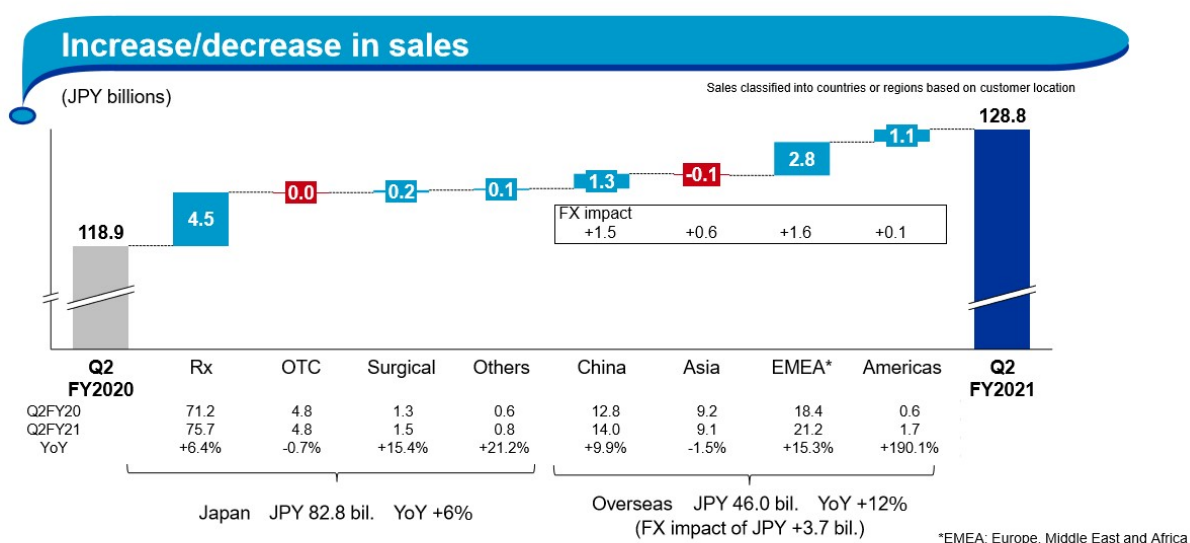 Increase/decrease in sales
(JPY billions)
Sales classified into countries or regions based on customer location
118.9
4.5
0.0
0.2
0.1
1.3
-0.1
2.8
1.1
128.8
FX impact
+1.5 +0.6 +1.6 +0.1
Q2 FY2020 Rx OTC Surgical Others China Asia EMEA* Americas Q2 FY2021
Q2FY20 71.2 4.8 1.3 0.6 12.8 9.2 18.4 0.6
Q2FY21 75.7 4.8 1.5 0.8 14.0 9.1 21.2 1.7
YoY +6.4% -0.7% +15.4% +21.2% +9.9% -1.5% +15.3% +190.1%
Japan JPY 82.8 bil. YoY +6%
Overseas JPY 46.0 bil. YoY +12%
(FX impact of JPY +3.7 bil.)
*EMEA: Europe, Middle East and Africa